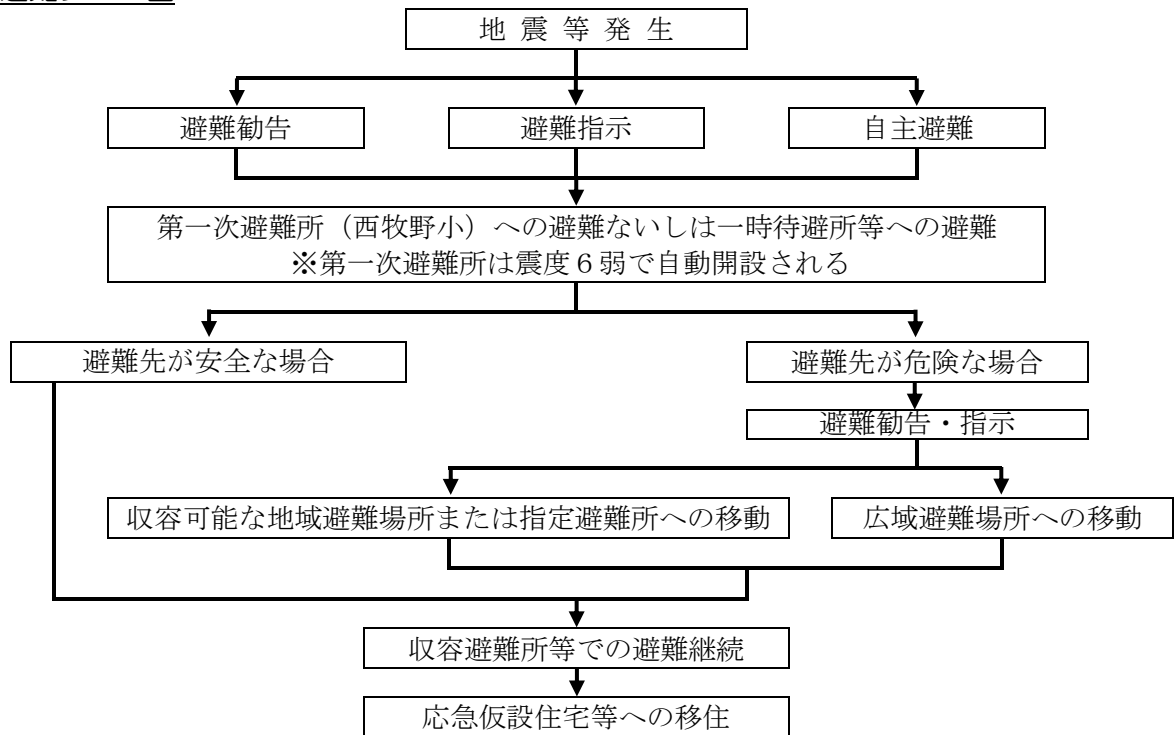 地 震 等 発 生
避難勧告
避難指示
自主避難
第一次避難所（西牧野小）への避難ないしは一時待避所等への避難
※第一次避難所は震度６弱で自動開設される
避難先が安全な場合
避難先が危険な場合
避難勧告・指示
収容可能な地域避難場所または指定避難所への移動
広域避難場所への移動
収容避難所等での避難継続
応急仮設住宅等への移住